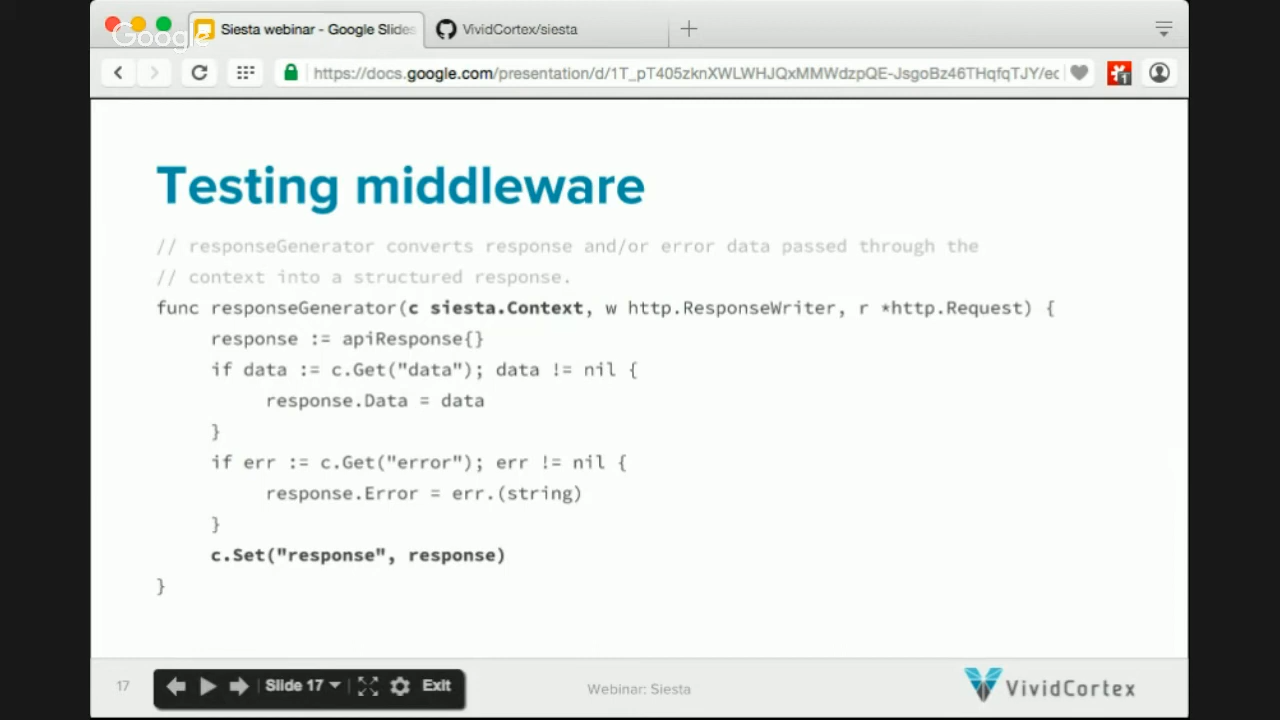 Google
Siesta webinar - Google Slides
VividCortex/siesta
https://docs.google.com/presentation/d/1T_pT405zknXWLWHJQxMMWdzpQE-JsgoBz46THqfqTJY/ec
1
Testing middleware
// responseGenerator converts response and/or error data passed through the
// context into a structured response.
func responseGenerator(c siesta.Context, w http.ResponseWriter, r *http.Request) {
response := apiResponse{}
if data := c.Get("data"); data != nil {
response.Data = data
}
if err := c.Get("error"); err != nil {
response.Error = err.(string)
}
c.Set("response", response)
}
17
Slide 17
Exit
Webinar: Siesta
VividCortex